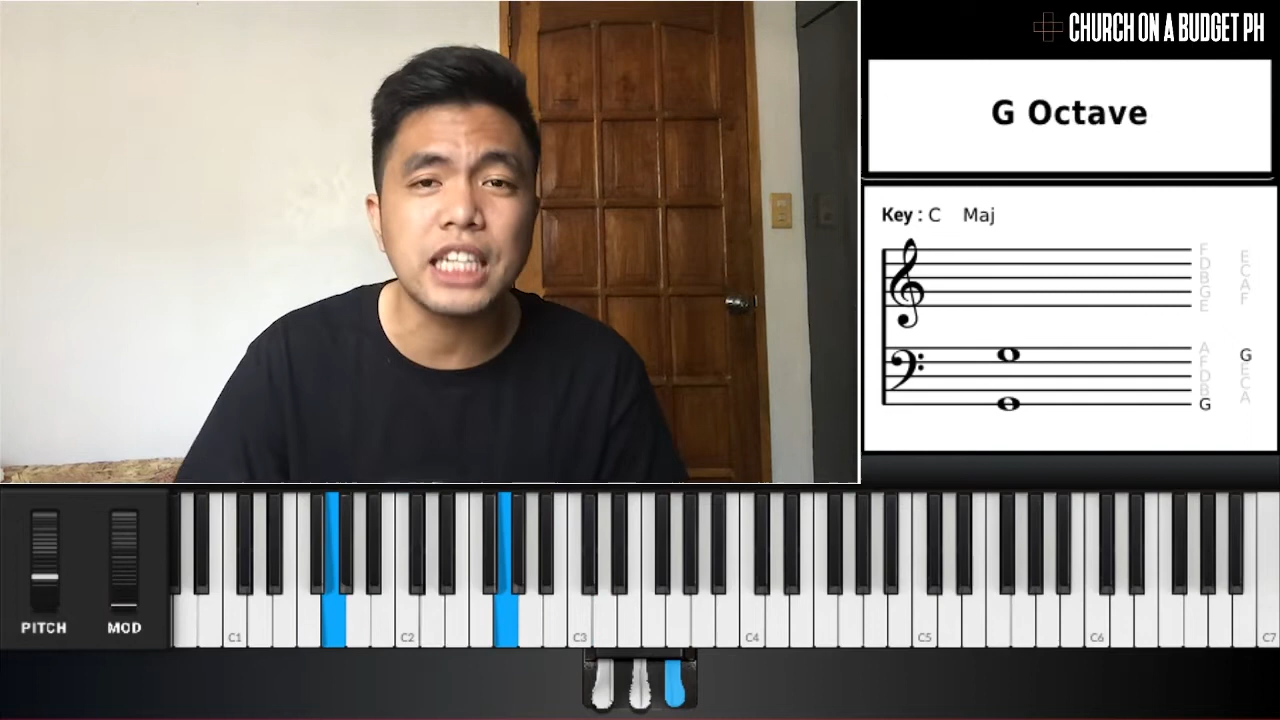 CHURCH ON A BUDGET PH
G Octave
Key : C Maj
F
E
D
C
B
A
G
F
E
A
G
F
E
D
C
B
A
G
PITCH
MOD
C1
C2
C3
C4
C5
C6
C7